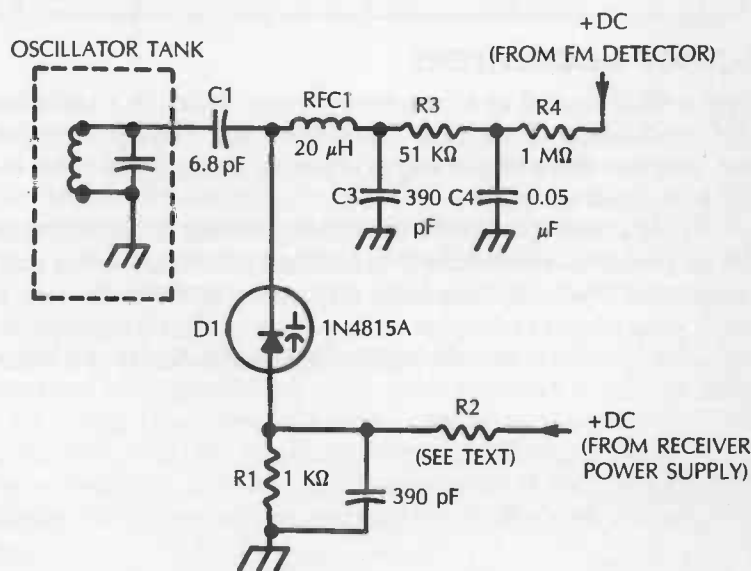 +DC
(FROM FM DETECTOR)
OSCILLATOR TANK
C1
6.8 pF
RFC1
20 μH
R3
51 KΩ
R4
1 MΩ
C3
390
pF
C4
0.05
μF
D1
1N4815A
R2
(SEE TEXT)
+DC
(FROM RECEIVER
POWER SUPPLY)
R1
1 KΩ
390 pF